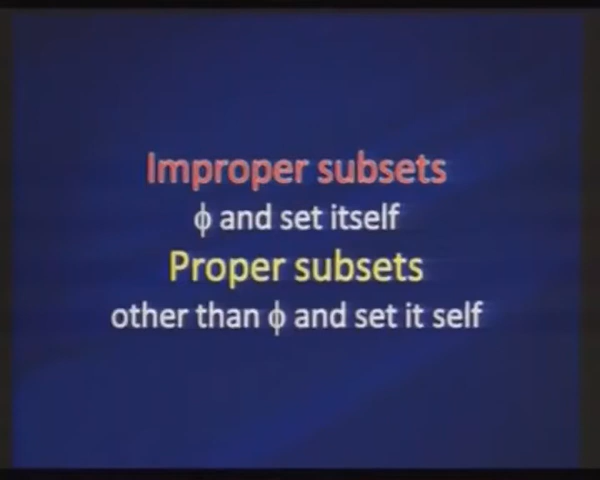 Improper subsets
ϕ and set itself
Proper subsets
other than ϕ and set it self